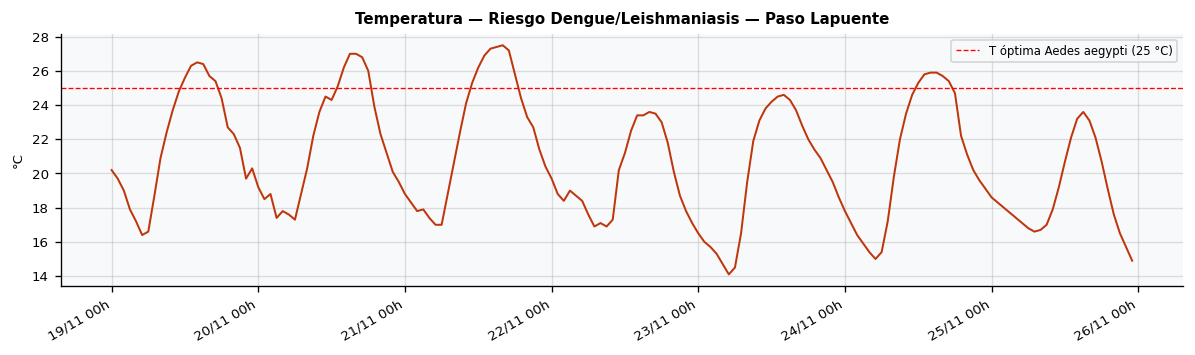 Temperatura — Riesgo Dengue/Leishmaniasis — Paso Lapuente
T óptima Aedes aegypti (25 °C)
°C
28
26
24
22
20
18
16
14
19/11 00h
20/11 00h
21/11 00h
22/11 00h
23/11 00h
24/11 00h
25/11 00h
26/11 00h